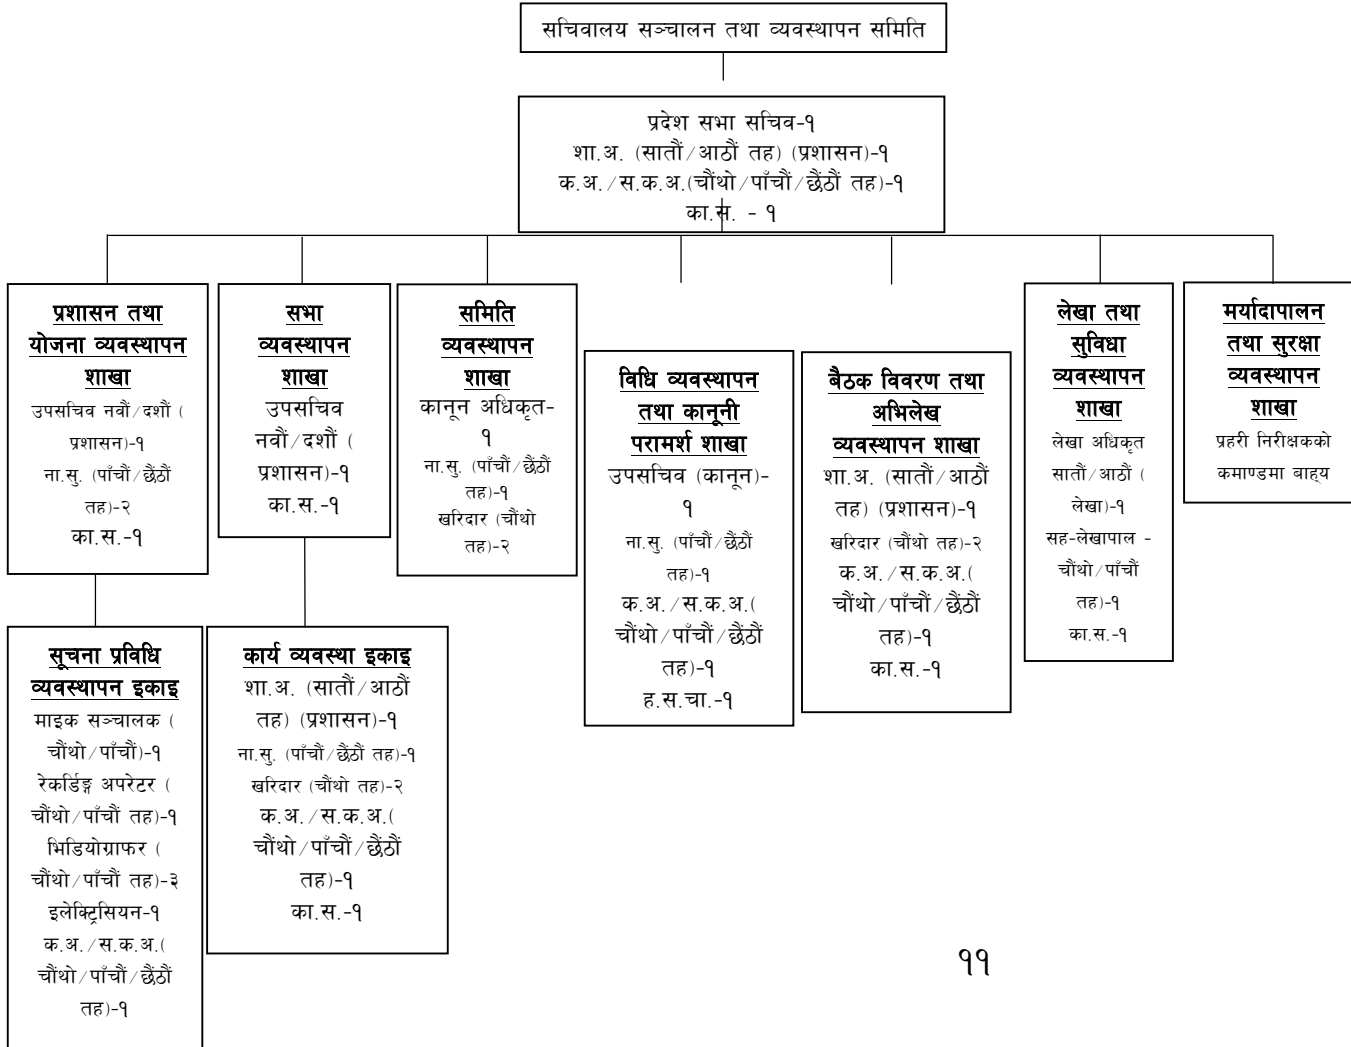 सचिवालय सञ्चालन तथा व्यवस्थापन समिति
प्रदेश सभा सचिव-१
शा.अ. (सातौं/आठौं तह) (प्रशासन)-१
क.अ./स.क.अ.(चौंथो/पाँचौं/छैंठौं तह)-१
का.स. - १
प्रशासन तथा
योजना व्यवस्थापन
शाखा
उपसचिव नवौं/दशौं (
प्रशासन)-१
ना.सु. (पाँचौं/छैंठौं
तह)-२
का.स.-१
सभा
व्यवस्थापन
शाखा
उपसचिव
नवौं/दशौं (
प्रशासन)-१
का.स.-१
समिति
व्यवस्थापन
शाखा
कानून अधिकृत-
१
ना.सु. (पाँचौं/छैंठौं
तह)-१
खरिदार (चौंथो
तह)-२
विधि व्यवस्थापन
तथा कानूनी
परामर्श शाखा
उपसचिव (कानून)-
१
ना.सु. (पाँचौं/छैंठौं
तह)-१
क.अ./स.क.अ.(
चौंथो/पाँचौं/छैंठौं
तह)-१
ह.स.चा.-१
बैठक विवरण तथा
अभिलेख
व्यवस्थापन शाखा
शा.अ. (सातौं/आठौं
तह) (प्रशासन)-१
खरिदार (चौंथो तह)-२
क.अ./स.क.अ.(
चौंथो/पाँचौं/छैंठौं
तह)-१
का.स.-१
लेखा तथा
सुविधा
व्यवस्थापन
शाखा
लेखा अधिकृत
सातौं/आठौं (
लेखा)-१
सह-लेखापाल -
चौंथो/पाँचौं
तह)-१
का.स.-१
मर्यादापालन
तथा सुरक्षा
व्यवस्थापन
शाखा
प्रहरी निरीक्षकको
कमाण्डमा बाह्य
सूचना प्रविधि
व्यवस्थापन इकाइ
माइक सञ्चालक (
चौंथो/पाँचौं)-१
रेकर्डिङ्ग अपरेटर (
चौंथो/पाँचौं तह)-१
भिडियोग्राफर (
चौंथो/पाँचौं तह)-३
इलेक्ट्रिसियन-१
क.अ./स.क.अ.(
चौंथो/पाँचौं/छैंठौं
तह)-१
कार्य व्यवस्था इकाइ
शा.अ. (सातौं/आठौं
तह) (प्रशासन)-१
ना.सु. (पाँचौं/छैंठौं तह)-१
खरिदार (चौंथो तह)-२
क.अ./स.क.अ.(
चौंथो/पाँचौं/छैंठौं
तह)-१
का.स.-१
११